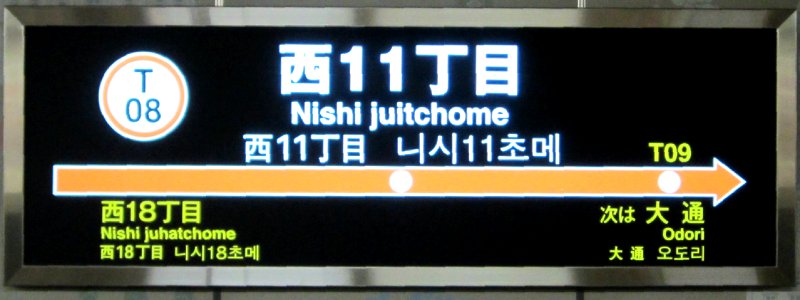 T
08
西11丁目
Nishi juitchome
西11丁目 니시11초메
T09
西18丁目
Nishi juhatchome
西18丁目 니시18초메
次は 大 通
Odori
大 通 오도리